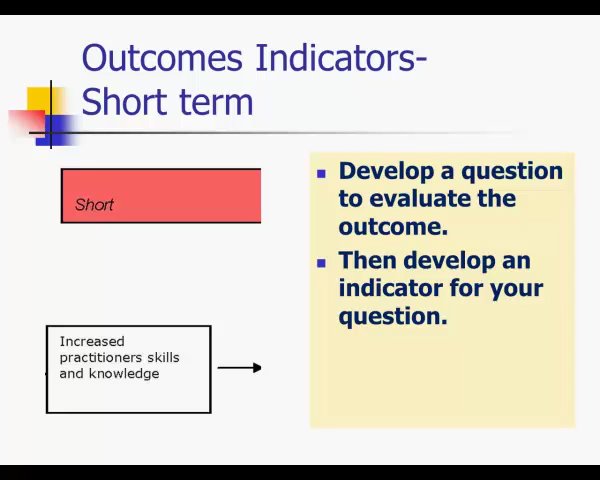 Outcomes Indicators-
Short term
Short
Increased
practitioners skills
and knowledge
Develop a question
to evaluate the
outcome.
Then develop an
indicator for your
question.